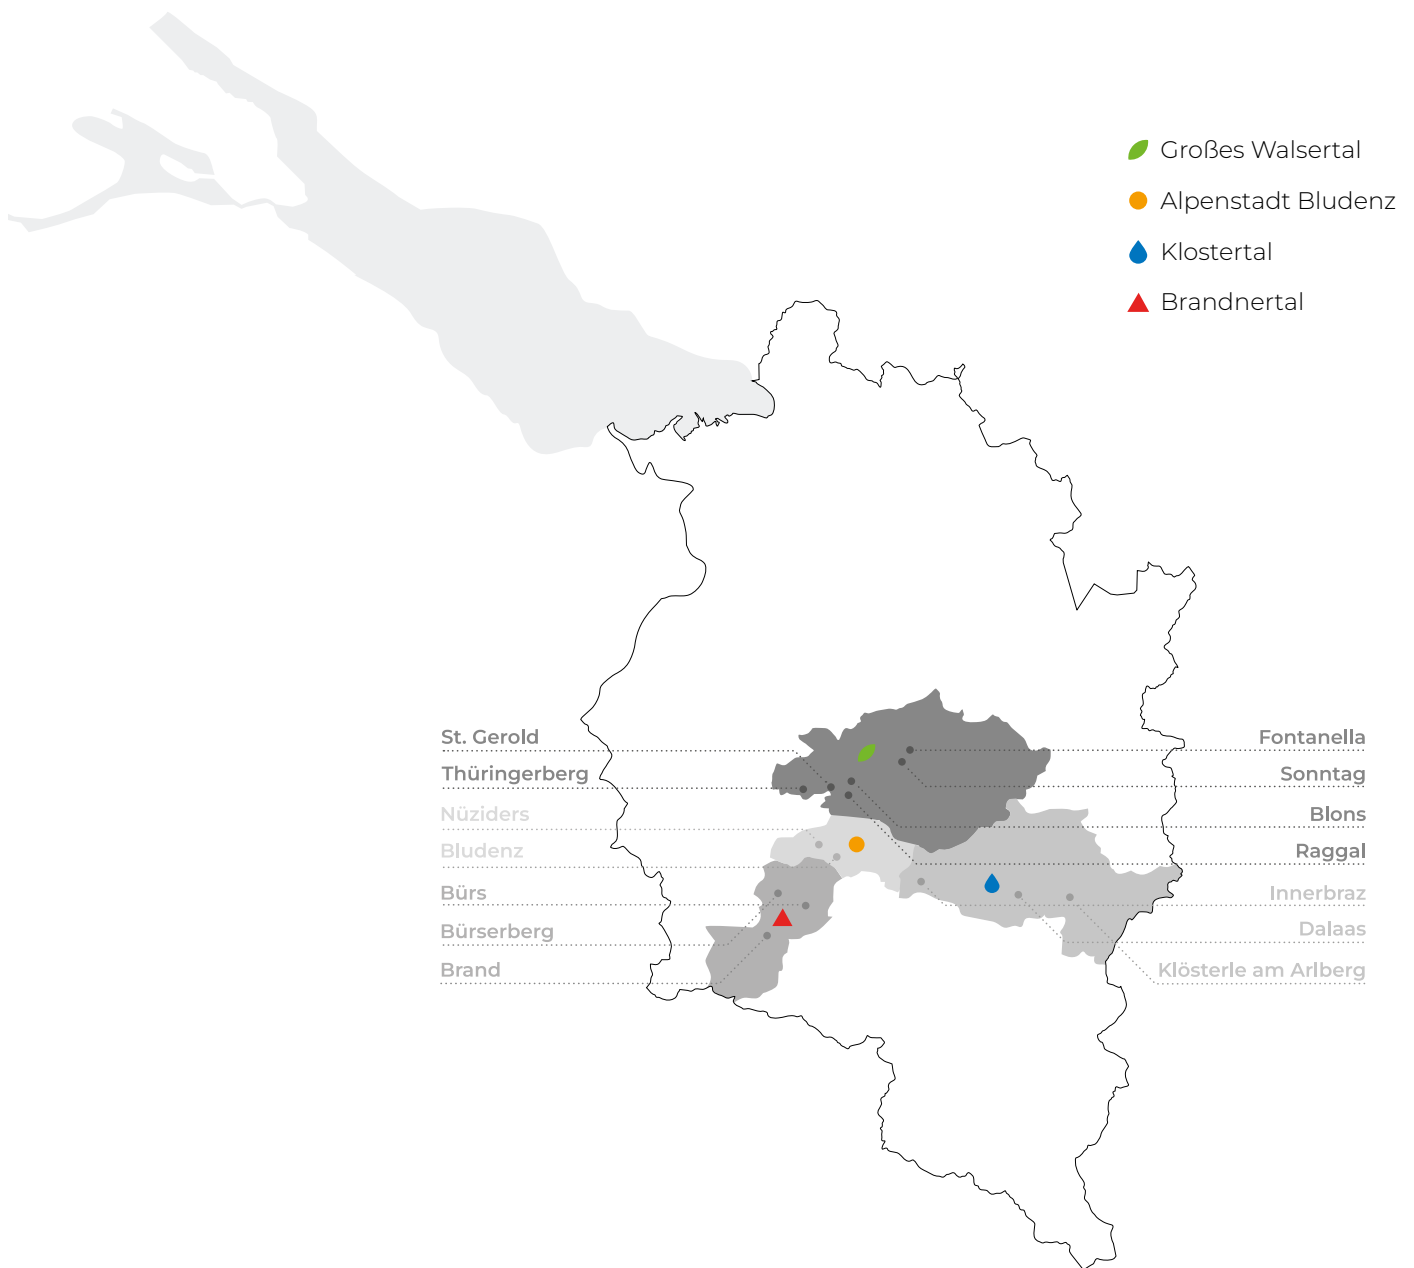 Großes Walsertal
Alpenstadt Bludenz
Klostertal
Brandnertal
St. Gerold
Thüringerberg
Nüziders
Bludenz
Bürs
Bürserberg
Brand
Fontanella
Sonntag
Blons
Raggal
Innerbraz
Dalaas
Klösterle am Arlberg